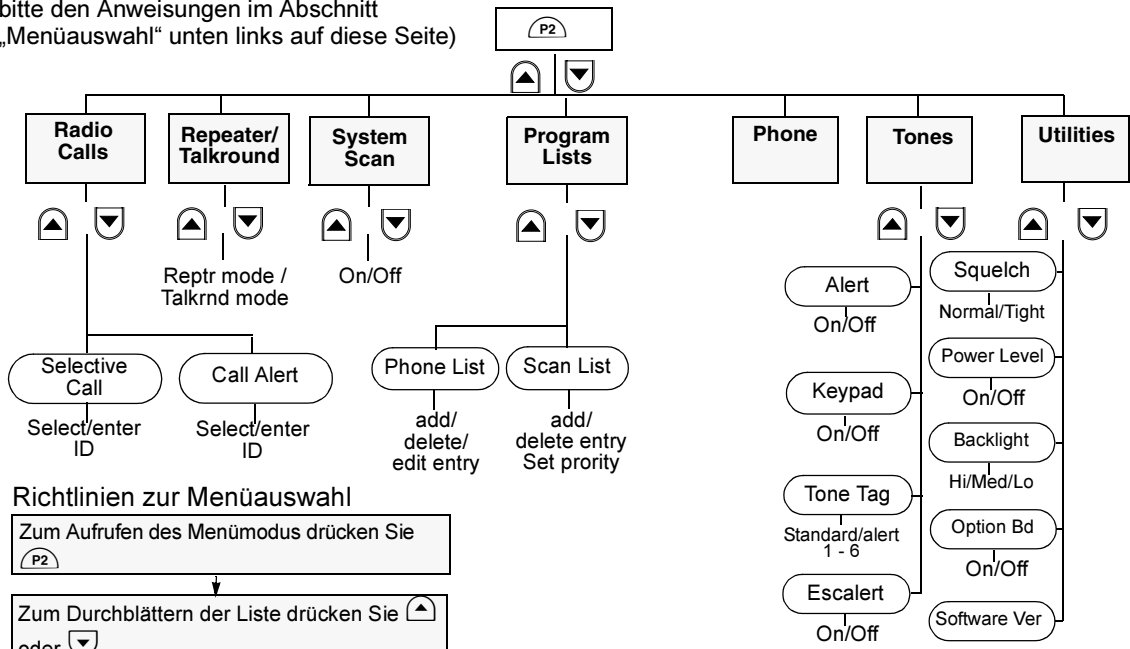 bitte den Anweisungen im Abschnitt
„Menüauswahl“ unten links auf diese Seite)
P2
Radio
Calls
Repeater/
Talkround
System
Scan
Program
Lists
Phone
Tones
Utilities
Reptr mode /
Talkrnd mode
On/Off
Selective
Call
Select/enter
ID
Call Alert
Select/enter
ID
Phone List
add/
delete/
edit entry
Scan List
add/
delete entry
Set prority
Alert
On/Off
Keypad
On/Off
Tone Tag
Standard/alert
1 - 6
Escalert
On/Off
Squelch
Normal/Tight
Power Level
On/Off
Backlight
Hi/Med/Lo
Option Bd
On/Off
Software Ver
Richtlinien zur Menüauswahl
Zum Aufrufen des Menümodus drücken Sie
P2
Zum Durchblättern der Liste drücken Sie
oder